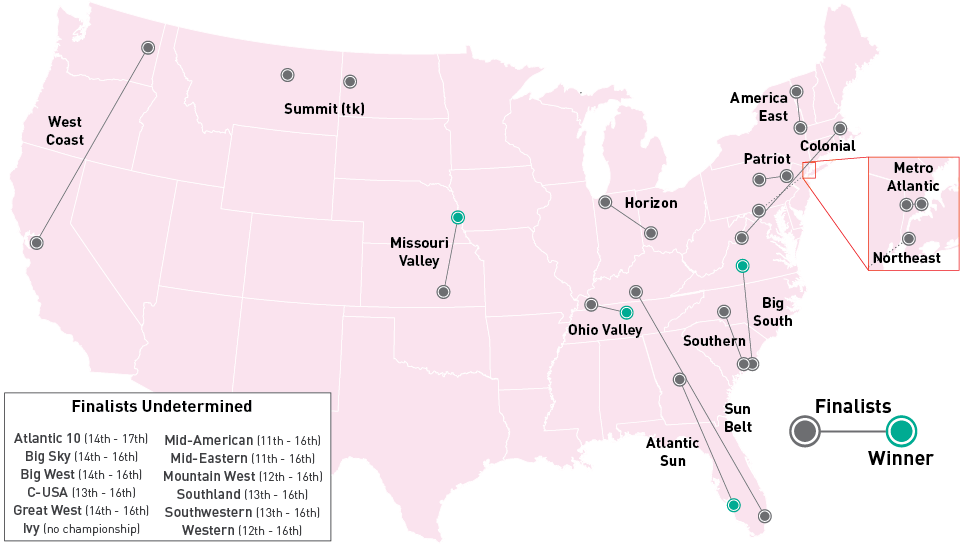 West
Coast
Summit (tk)
America
East
Colonial
Patriot
Metro
Atlantic
Northeast
Horizon
Missouri
Valley
Ohio Valley
Big
South
Southern
Sun
Belt
Atlantic
Sun
Finalists
Winner
Finalists Undetermined
Atlantic 10 (14th - 17th)
Big Sky (14th - 16th)
Big West (14th - 16th)
C-USA (13th - 16th)
Great West (14th - 16th)
Ivy (no championship)
Mid-American (11th - 16th)
Mid-Eastern (11th - 16th)
Mountain West (12th - 16th)
Southland (13th - 16th)
Southwestern (13th - 16th)
Western (12th - 16th)